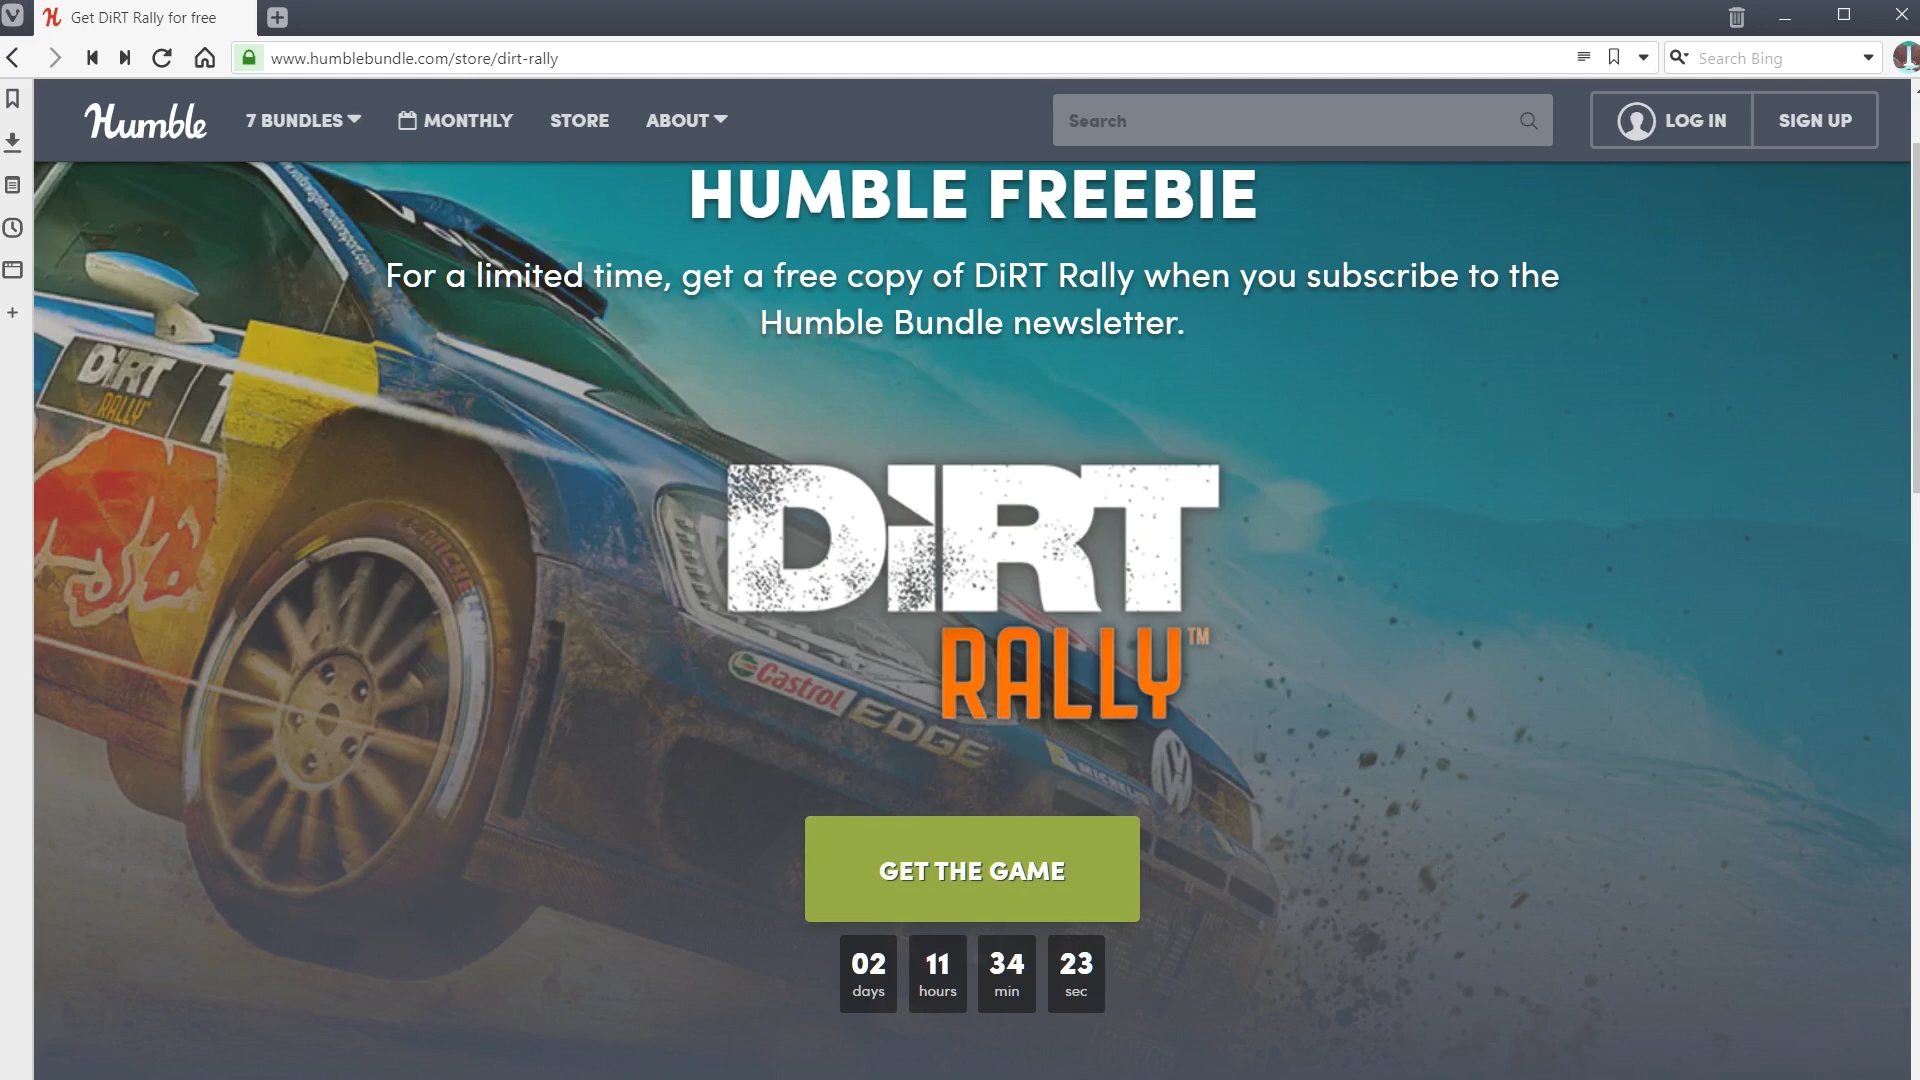 Get DiRT Rally for free
www.humblebundle.com/store/dirt-rally
Search Bing
Humble
7 BUNDLES
MONTHLY
STORE
ABOUT
Search
LOG IN
SIGN UP
HUMBLE FREEBIE
For a limited time, get a free copy of DiRT Rally when you subscribe to the
Humble Bundle newsletter.
DiRT
RALLY
DiRT
RALLY™
Castrol EDGE
MICHELIN
GET THE GAME
02 11 34 23
days hours min sec